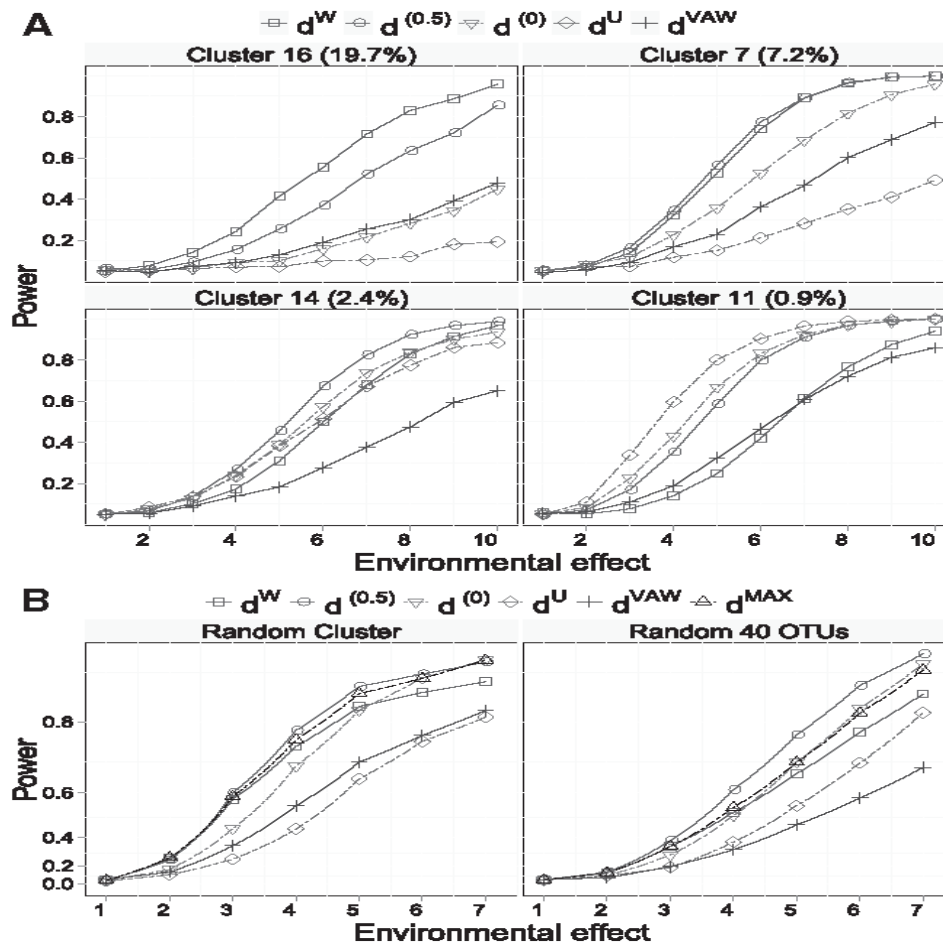 A
d^W d^(0.5) d^(0) d^U d^VAW
Cluster 16 (19.7%) Cluster 7 (7.2%)
0.8
0.6
0.4
0.2
Power
Cluster 14 (2.4%) Cluster 11 (0.9%)
0.8
0.6
0.4
0.2
2 4 6 8 10 2 4 6 8 10
Environmental effect Environmental effect
B
d^W d^(0.5) d^(0) d^U d^VAW d^MAX
Random Cluster Random 40 OTUs
Power
0.8
0.6
0.4
0.2
0.0
1 2 3 4 5 6 7 1 2 3 4 5 6 7
Environmental effect Environmental effect